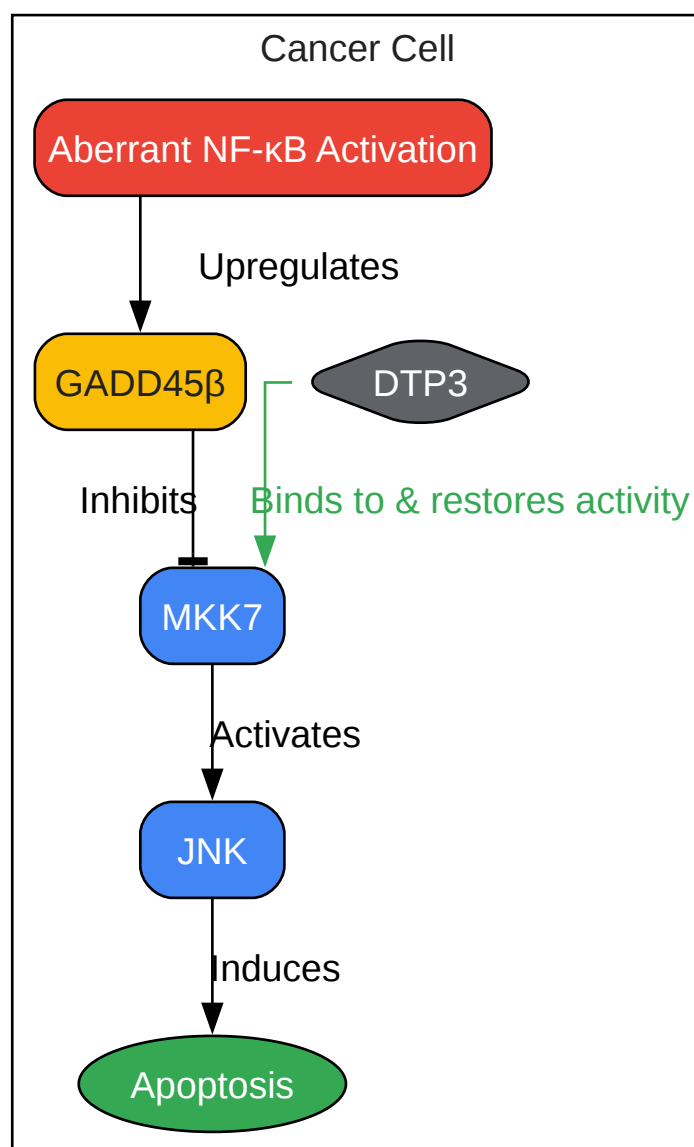 Cancer Cell
Aberrant NF-κB Activation
Upregulates
GADD45β
DTP3
Inhibits
Binds to & restores activity
MKK7
Activates
JNK
Induces
Apoptosis